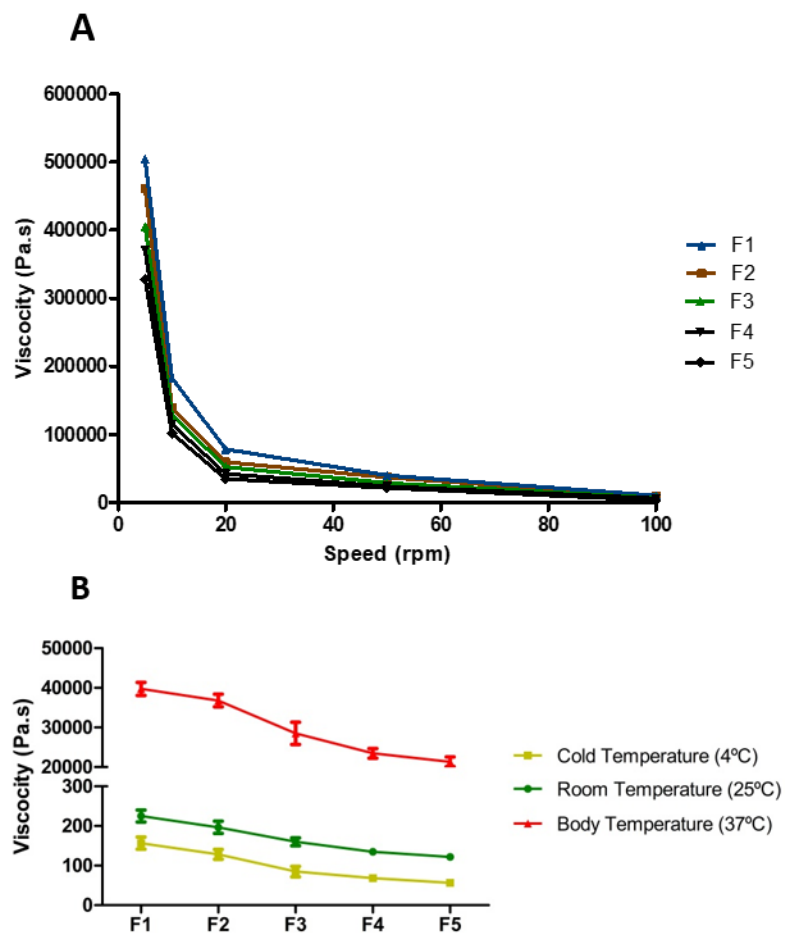 A
600000
500000
400000
300000
200000
100000
0
Viscocity (Pa.s)
0 20 40 60 80 100
Speed (rpm)
F1
F2
F3
F4
F5
B
50000
40000
30000
20000
300
200
100
0
Viscocity (Pa.s)
F1 F2 F3 F4 F5
Cold Temperature (4ºC)
Room Temperature (25ºC)
Body Temperature (37ºC)